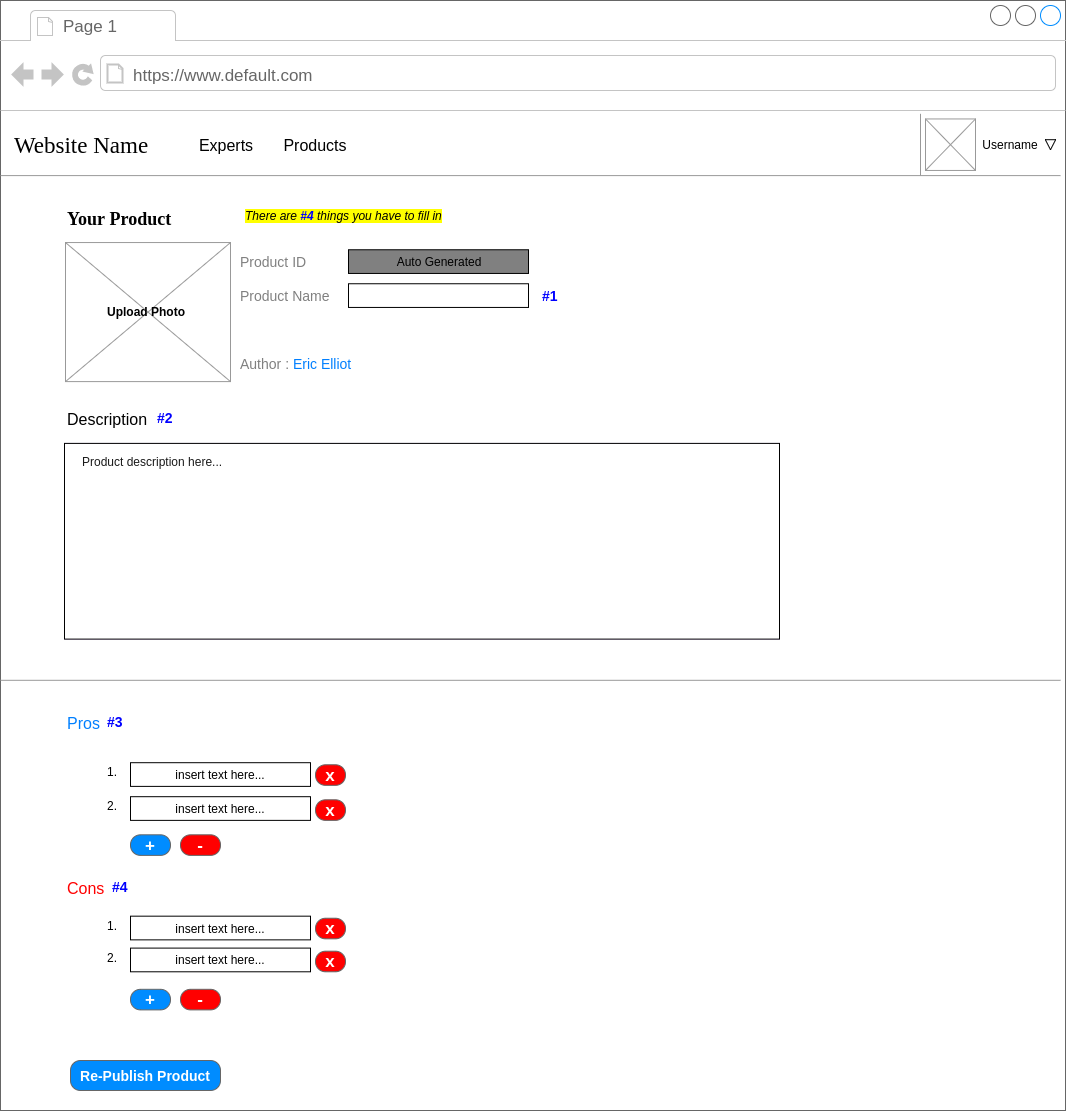 Page 1
https://www.default.com
Website Name Experts Products Username
Your Product There are #4 things you have to fill in
Product ID Auto Generated
Product Name #1
Upload Photo
Author : Eric Elliot
Description #2
Product description here...
Pros #3
1. insert text here... x
2. insert text here... x
+ -
Cons #4
1. insert text here... x
2. insert text here... x
+ -
Re-Publish Product